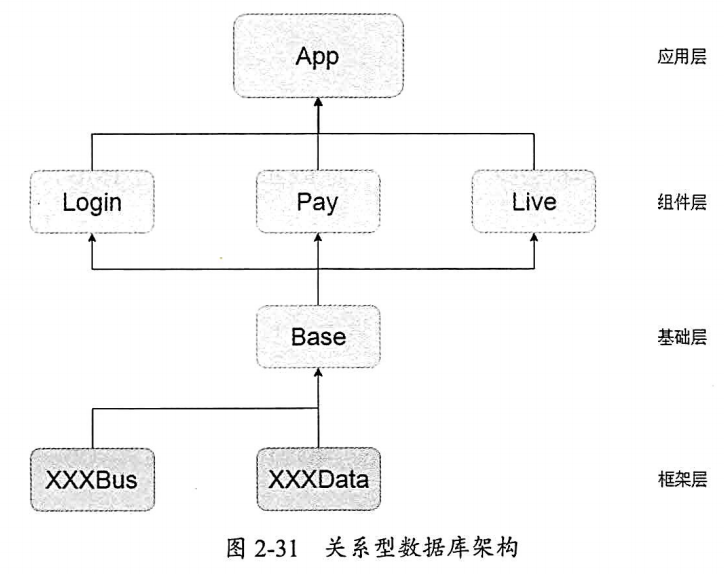 App
应用层
Login
Pay
Live
组件层
Base
基础层
XXXBus
XXXData
框架层
图 2-31 关系型数据库架构